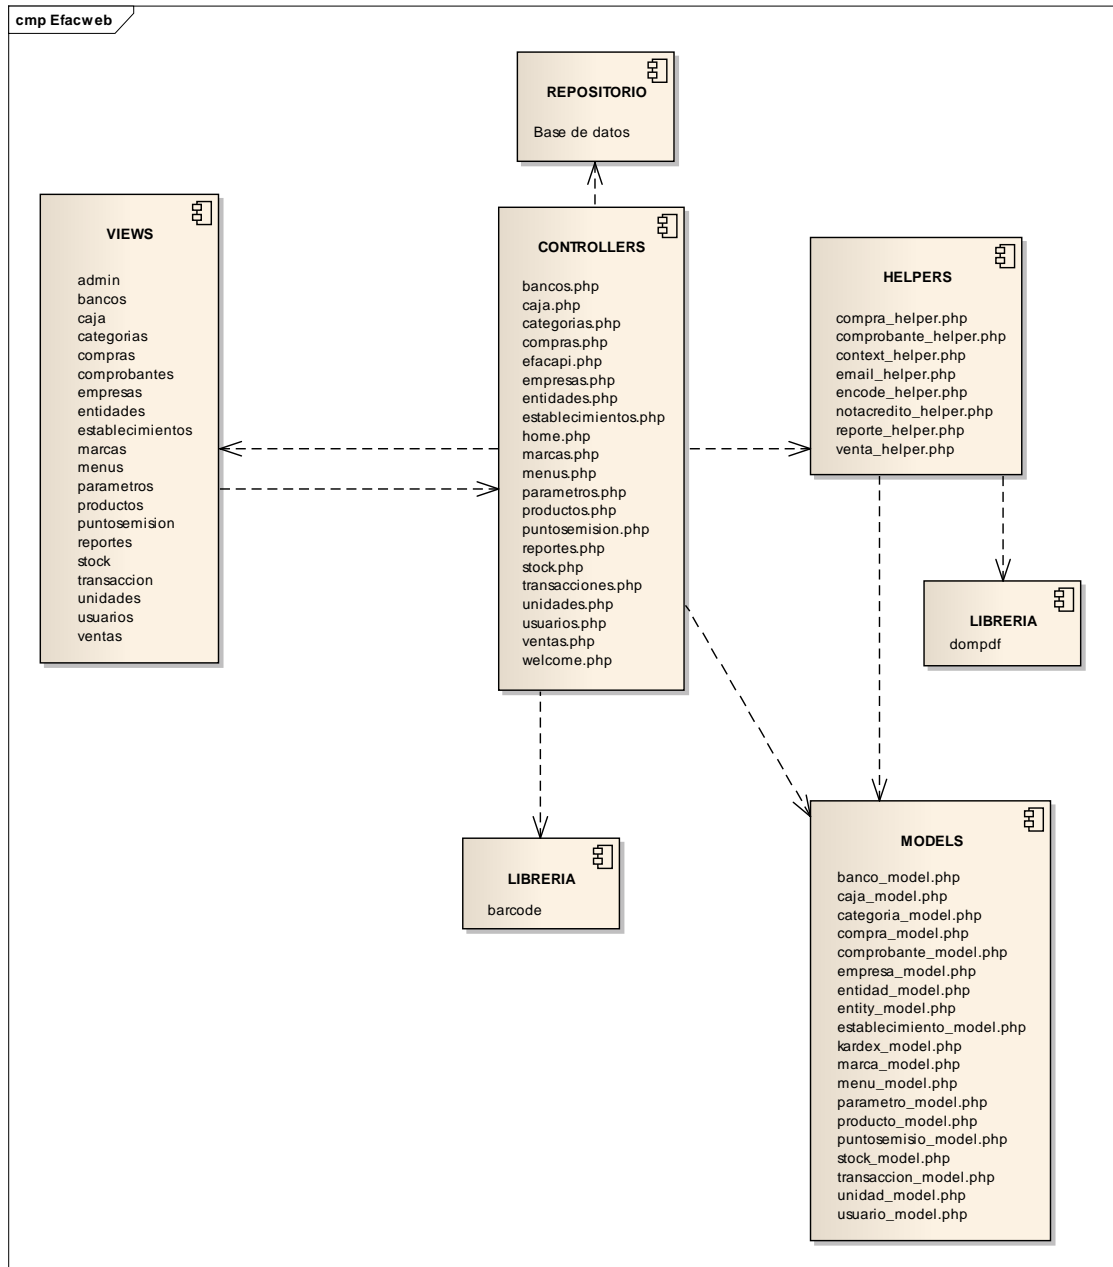 cmp Efacweb
REPOSITORIO
Base de datos
VIEWS
admin
bancos
caja
categorias
compras
comprobantes
empresas
entidades
establecimientos
marcas
menus
parametros
productos
puntosemision
reportes
stock
transaccion
unidades
usuarios
ventas
CONTROLLERS
bancos.php
caja.php
categorias.php
compras.php
efacapi.php
empresas.php
entidades.php
establecimientos.php
home.php
marcas.php
menus.php
parametros.php
productos.php
puntosemision.php
reportes.php
stock.php
transacciones.php
unidades.php
usuarios.php
ventas.php
welcome.php
HELPERS
compra_helper.php
comprobante_helper.php
context_helper.php
email_helper.php
encode_helper.php
notacredito_helper.php
reporte_helper.php
venta_helper.php
LIBRERIA
dompdf
LIBRERIA
barcode
MODELS
banco_model.php
caja_model.php
categoria_model.php
compra_model.php
comprobante_model.php
empresa_model.php
entidad_model.php
entity_model.php
establecimiento_model.php
kardex_model.php
marca_model.php
menu_model.php
parametro_model.php
producto_model.php
puntosemisio_model.php
stock_model.php
transaccion_model.php
unidad_model.php
usuario_model.php